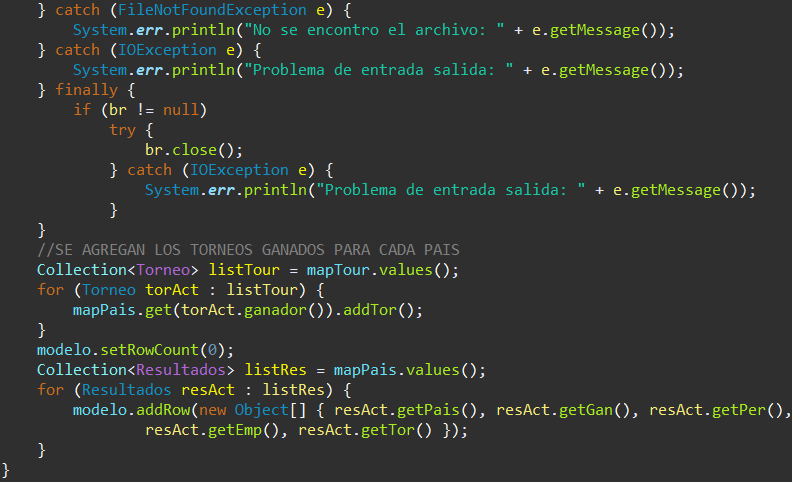 } catch (FileNotFoundException e) {
System.err.println("No se encontro el archivo: " + e.getMessage());
} catch (IOException e) {
System.err.println("Problema de entrada salida: " + e.getMessage());
} finally {
if (br != null)
try {
br.close();
} catch (IOException e) {
System.err.println("Problema de entrada salida: " + e.getMessage());
}
}
//SE AGREGAN LOS TORNEOS GANADOS PARA CADA PAIS
Collection<Torneo> listTour = mapTour.values();
for (Torneo torAct : listTour) {
mapPais.get(torAct.ganador()).addTor();
}
modelo.setRowCount(0);
Collection<Resultados> listRes = mapPais.values();
for (Resultados resAct : listRes) {
modelo.addRow(new Object[] { resAct.getPais(), resAct.getGan(), resAct.getPer(),
resAct.getEmp(), resAct.getTor() });
}
}